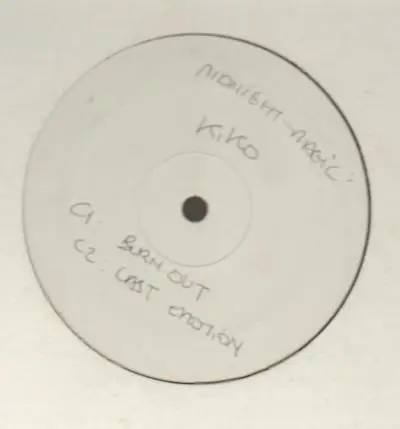 MIDNIGHT MAGIC
KIKO
C1. BURN OUT
C2. LAST EMOTION